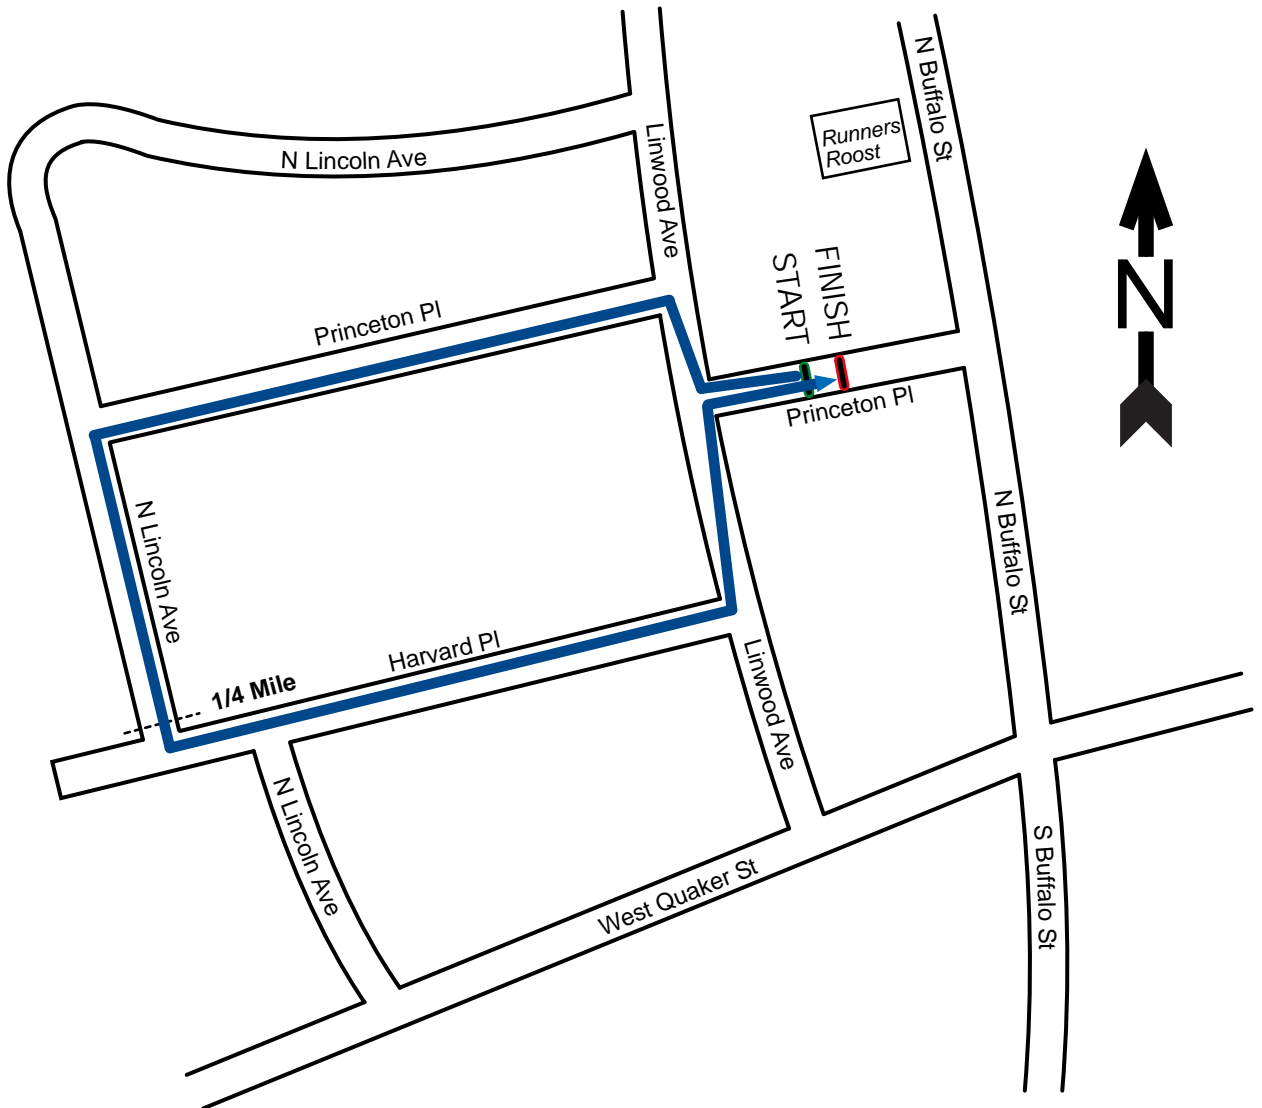 N Buffalo St
Runners
Roost
N Lincoln Ave
Linwood Ave
START
FINISH
N
Princeton Pl
Princeton Pl
N Lincoln Ave
N Buffalo St
Harvard Pl
1/4 Mile
Linwood Ave
N Lincoln Ave
West Quaker St
S Buffalo St